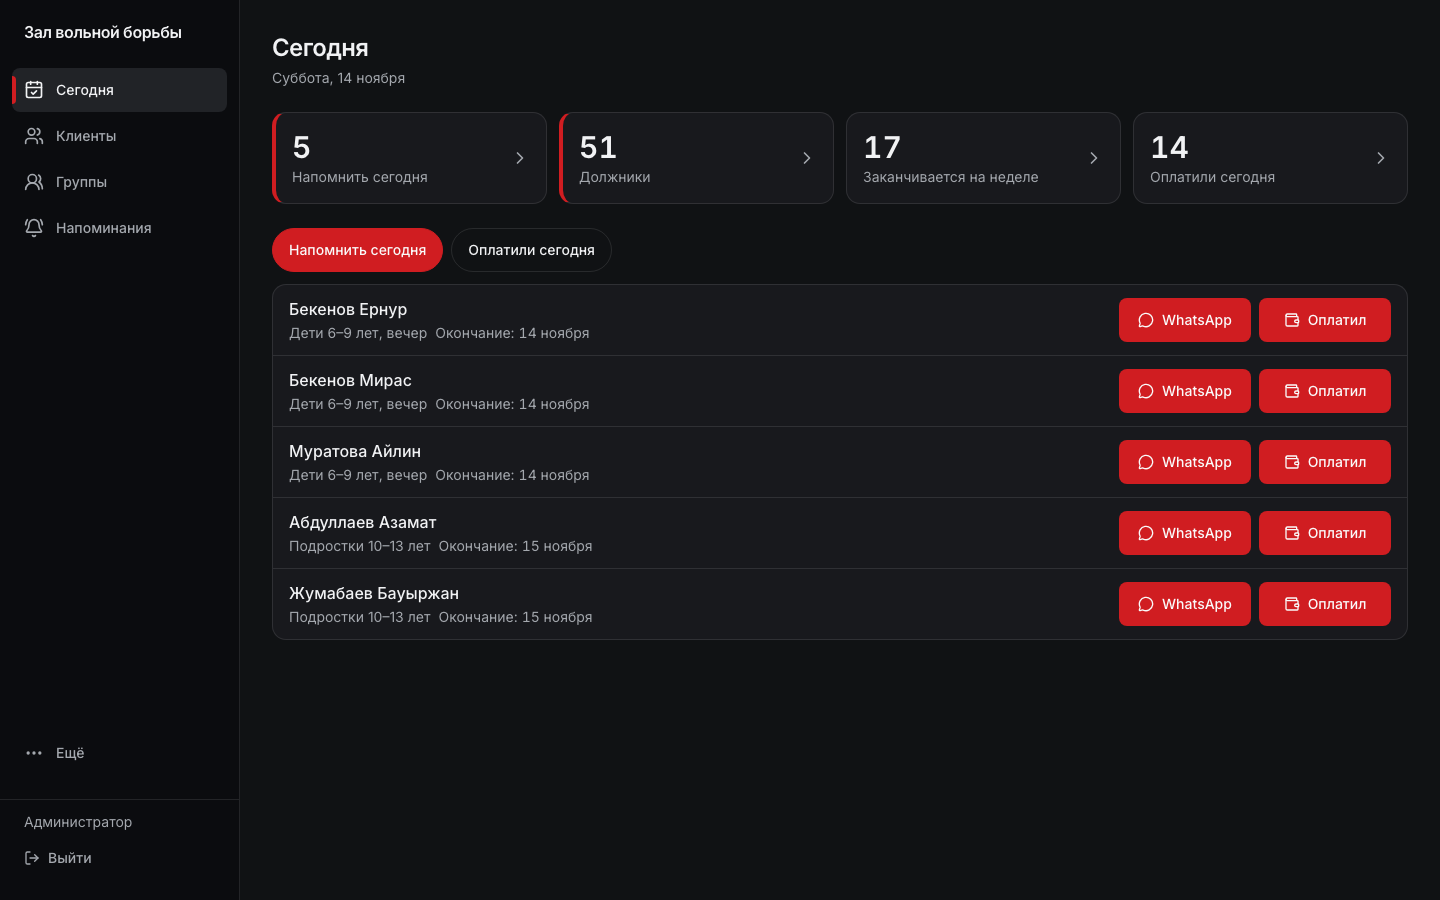 Зал вольной борьбы
Сегодня
Клиенты
Группы
Напоминания
Ещё
Администратор
Выйти
Сегодня
Суббота, 14 ноября
5
Напомнить сегодня
51
Должники
17
Заканчивается на неделе
14
Оплатили сегодня
Напомнить сегодня
Оплатили сегодня
Бекенов Ернур
Дети 6–9 лет, вечер Окончание: 14 ноября
WhatsApp
Оплатил
Бекенов Мирас
Дети 6–9 лет, вечер Окончание: 14 ноября
WhatsApp
Оплатил
Муратова Айлин
Дети 6–9 лет, вечер Окончание: 14 ноября
WhatsApp
Оплатил
Абдуллаев Азамат
Подростки 10–13 лет Окончание: 15 ноября
WhatsApp
Оплатил
Жумабаев Бауыржан
Подростки 10–13 лет Окончание: 15 ноября
WhatsApp
Оплатил